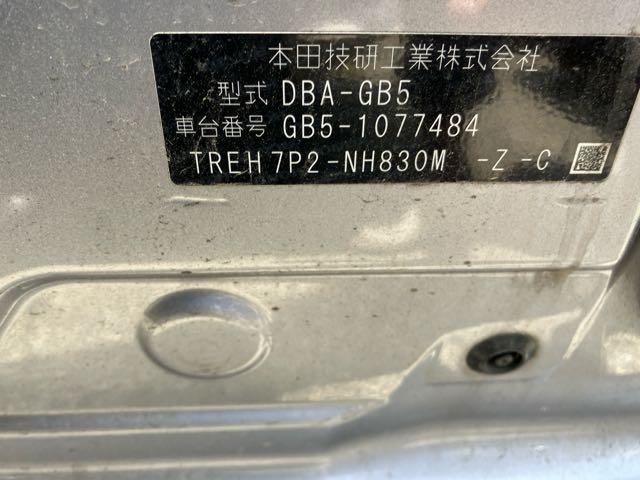 本田技研工業株式会社
型式 DBA-GB5
車台番号 GB5-1077484
TREH7P2-NH830M -Z-C